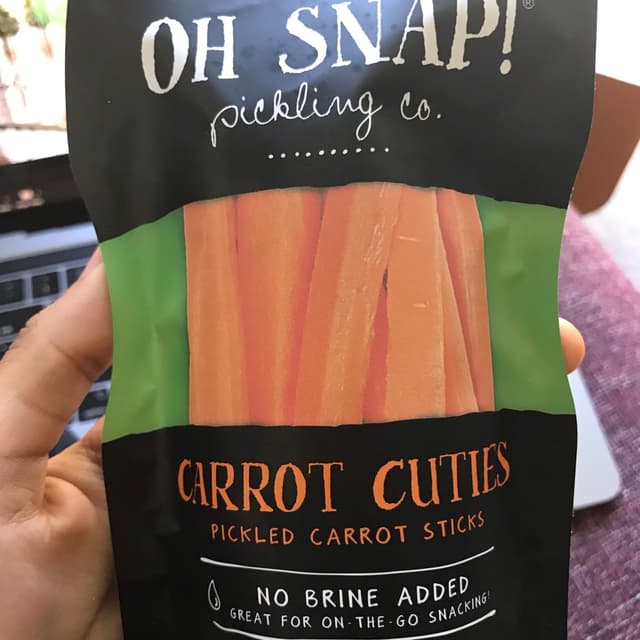 OH SNAP!®
pickling co.
CARROT CUTIES
PICKLED CARROT STICKS
NO BRINE ADDED
GREAT FOR ON-THE-GO SNACKING!